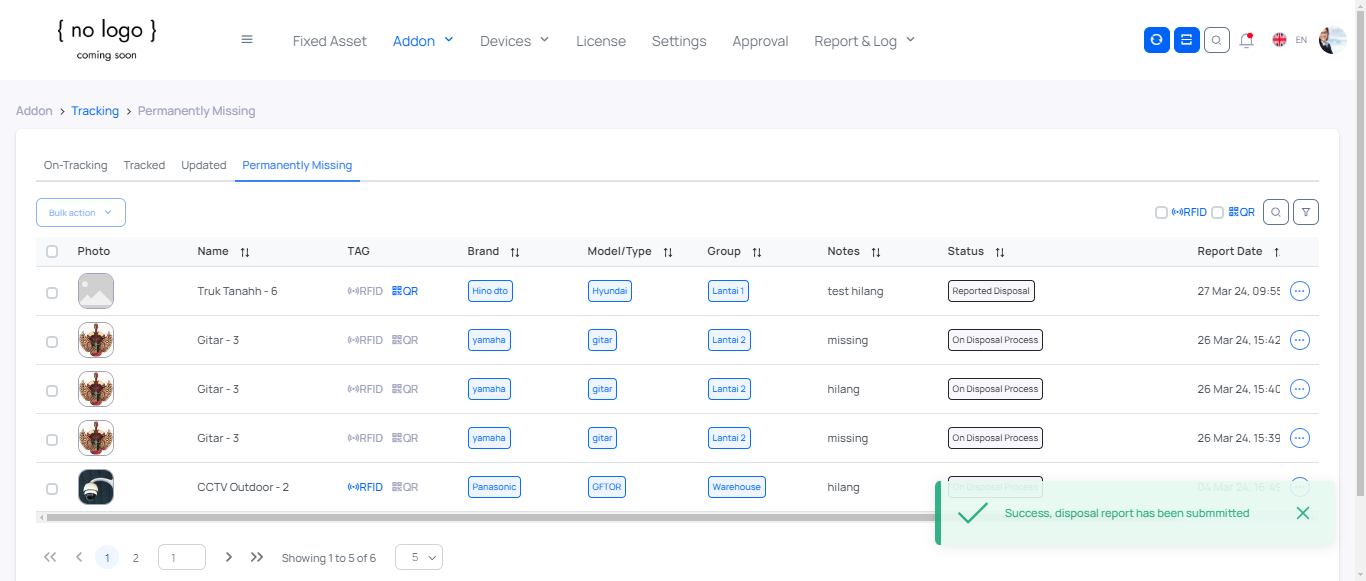 { no logo }
coming soon
Fixed Asset Addon Devices License Settings Approval Report & Log EN
Addon > Tracking > Permanently Missing
On-Tracking Tracked Updated Permanently Missing
Bulk action RFID QR
Photo Name TAG Brand Model/Type Group Notes Status Report Date
Truk Tanahh - 6 RFID QR Hino dto Hyundai Lantai 1 test hilang Reported Disposal 27 Mar 24, 09:55
Gitar - 3 RFID QR yamaha gitar Lantai 2 missing On Disposal Process 26 Mar 24, 15:42
Gitar - 3 RFID QR yamaha gitar Lantai 2 hilang On Disposal Process 26 Mar 24, 15:40
Gitar - 3 RFID QR yamaha gitar Lantai 2 missing On Disposal Process 26 Mar 24, 15:39
CCTV Outdoor - 2 RFID QR Panasonic GFTOR Warehouse hilang On Disposal Process 04 Mar 24,
Success, disposal report has been submmitted
1 2 1 Showing 1 to 5 of 6 5